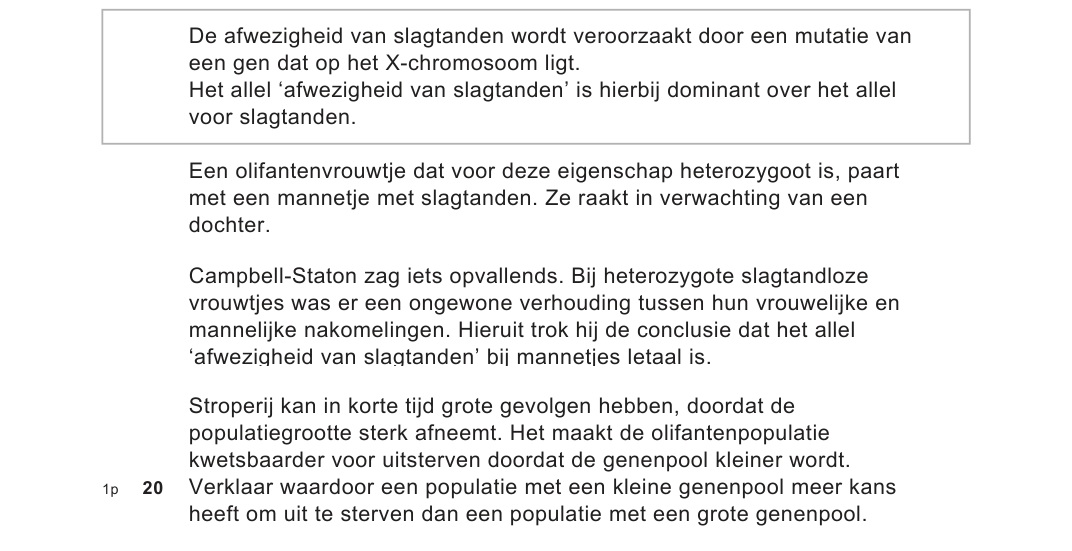 De afwezigheid van slagtanden wordt veroorzaakt door een mutatie van
een gen dat op het X-chromosoom ligt.
Het allel ‘afwezigheid van slagtanden’ is hierbij dominant over het allel
voor slagtanden.
Een olifantenvrouwtje dat voor deze eigenschap heterozygoot is, paart
met een mannetje met slagtanden. Ze raakt in verwachting van een
dochter.
Campbell-Staton zag iets opvallends. Bij heterozygote slagtandloze
vrouwtjes was er een ongewone verhouding tussen hun vrouwelijke en
mannelijke nakomelingen. Hieruit trok hij de conclusie dat het allel
‘afwezigheid van slagtanden’ bij mannetjes letaal is.
Stroperij kan in korte tijd grote gevolgen hebben, doordat de
populatiegrootte sterk afneemt. Het maakt de olifantenpopulatie
kwetsbaarder voor uitsterven doordat de genenpool kleiner wordt.
1p 20 Verklaar waardoor een populatie met een kleine genenpool meer kans
heeft om uit te sterven dan een populatie met een grote genenpool.